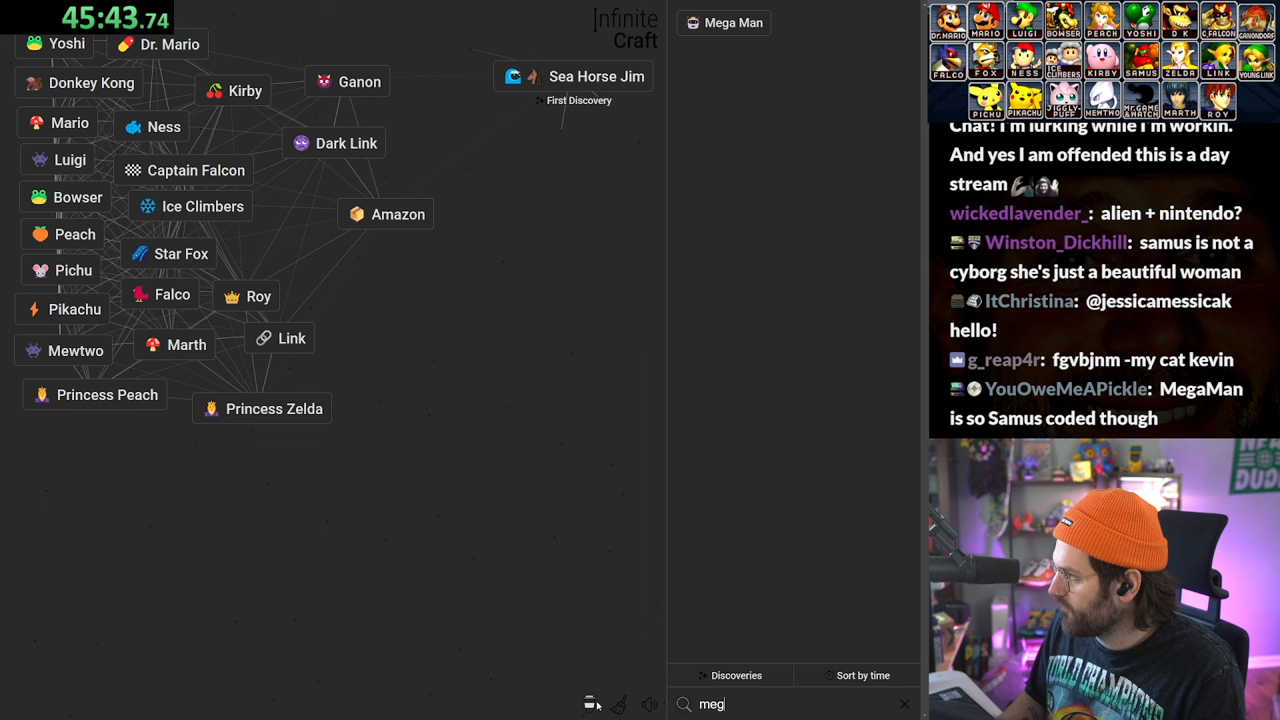 45:43.74
Infinite
Craft
Yoshi
Dr. Mario
Donkey Kong
Kirby
Ganon
Sea Horse Jim
First Discovery
Mario
Ness
Dark Link
Luigi
Captain Falcon
Bowser
Ice Climbers
Amazon
Peach
Star Fox
Pichu
Falco
Roy
Pikachu
Link
Marth
Mewtwo
Princess Peach
Princess Zelda
Mega Man
Discoveries
Sort by time
meg
DR.MARIO
MARIO
LUIGI
BOWSER
PEACH
YOSHI
D K
C.FALCON
GANONDORF
FALCO
FOX
NESS
ICE
CLIMBERS
KIRBY
SAMUS
ZELDA
LINK
YOUNG LINK
PICHU
PIKACHU
JIGGLY-
PUFF
MEWTWO
MR.GAME
&WATCH
MARTH
ROY
Chat! I'm lurking while I'm workin.
And yes I am offended this is a day
stream
wickedlavender_: alien + nintendo?
Winston_Dickhill: samus is not a
cyborg she's just a beautiful woman
ItChristina: @jessicamessicak
hello!
g_reap4r: fgvbjnm -my cat kevin
YouOweMeAPickle: MegaMan
is so Samus coded though
WORLD CHAMPIONS